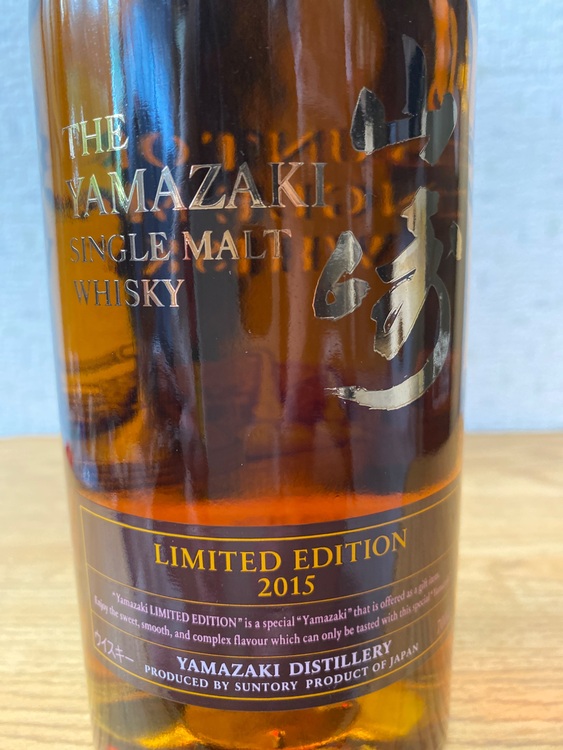 THE
YAMAZAKI
SINGLE MALT
WHISKY
山崎
LIMITED EDITION
2015
"Yamazaki LIMITED EDITION" is a special "Yamazaki" that is offered as a gift item.
Enjoy the sweet, smooth, and complex flavour which can only be tasted with this special
ウイスキー
YAMAZAKI DISTILLERY
PRODUCED BY SUNTORY PRODUCT OF JAPAN